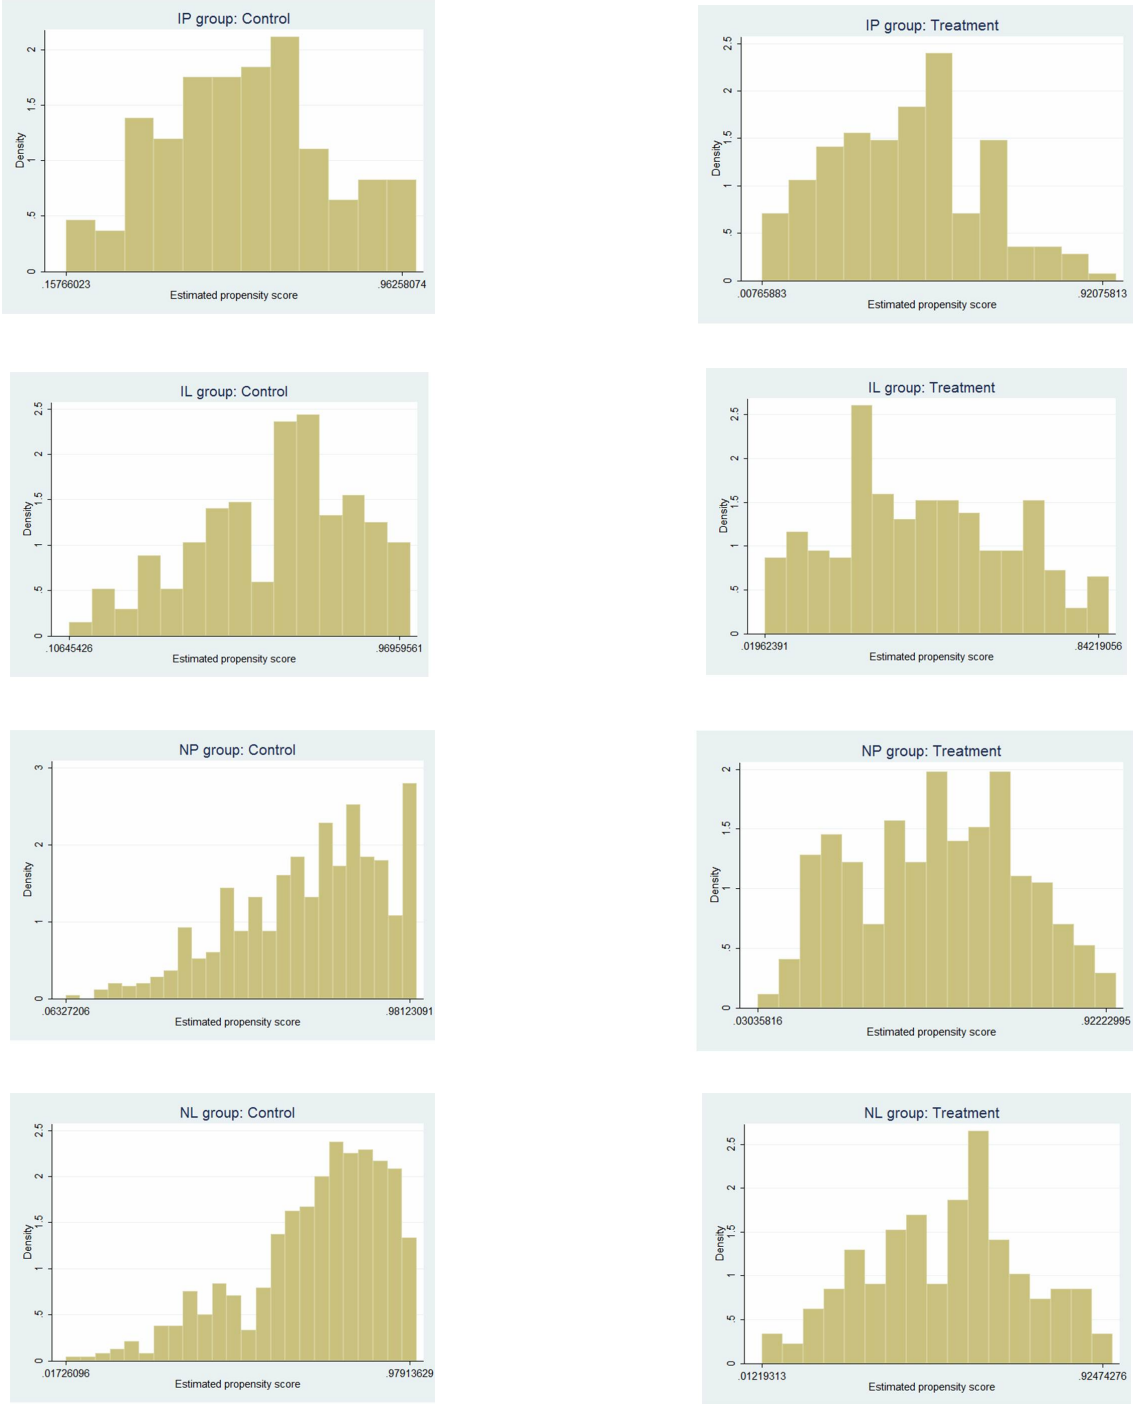 IP group: Control
Density
0 .5 1 1.5 2
.15766023 .96258074
Estimated propensity score
IP group: Treatment
Density
0 .5 1 1.5 2 2.5
.00765883 .92075813
Estimated propensity score
IL group: Control
Density
0 .5 1 1.5 2 2.5
.10645426 .96959561
Estimated propensity score
IL group: Treatment
Density
0 .5 1 1.5 2 2.5
.01962391 .84219056
Estimated propensity score
NP group: Control
Density
0 1 2 3
.06327206 .98123091
Estimated propensity score
NP group: Treatment
Density
0 .5 1 1.5 2
.03035816 .92222995
Estimated propensity score
NL group: Control
Density
0 .5 1 1.5 2 2.5
.01726096 .97913629
Estimated propensity score
NL group: Treatment
Density
0 .5 1 1.5 2 2.5
.01219313 .92474276
Estimated propensity score